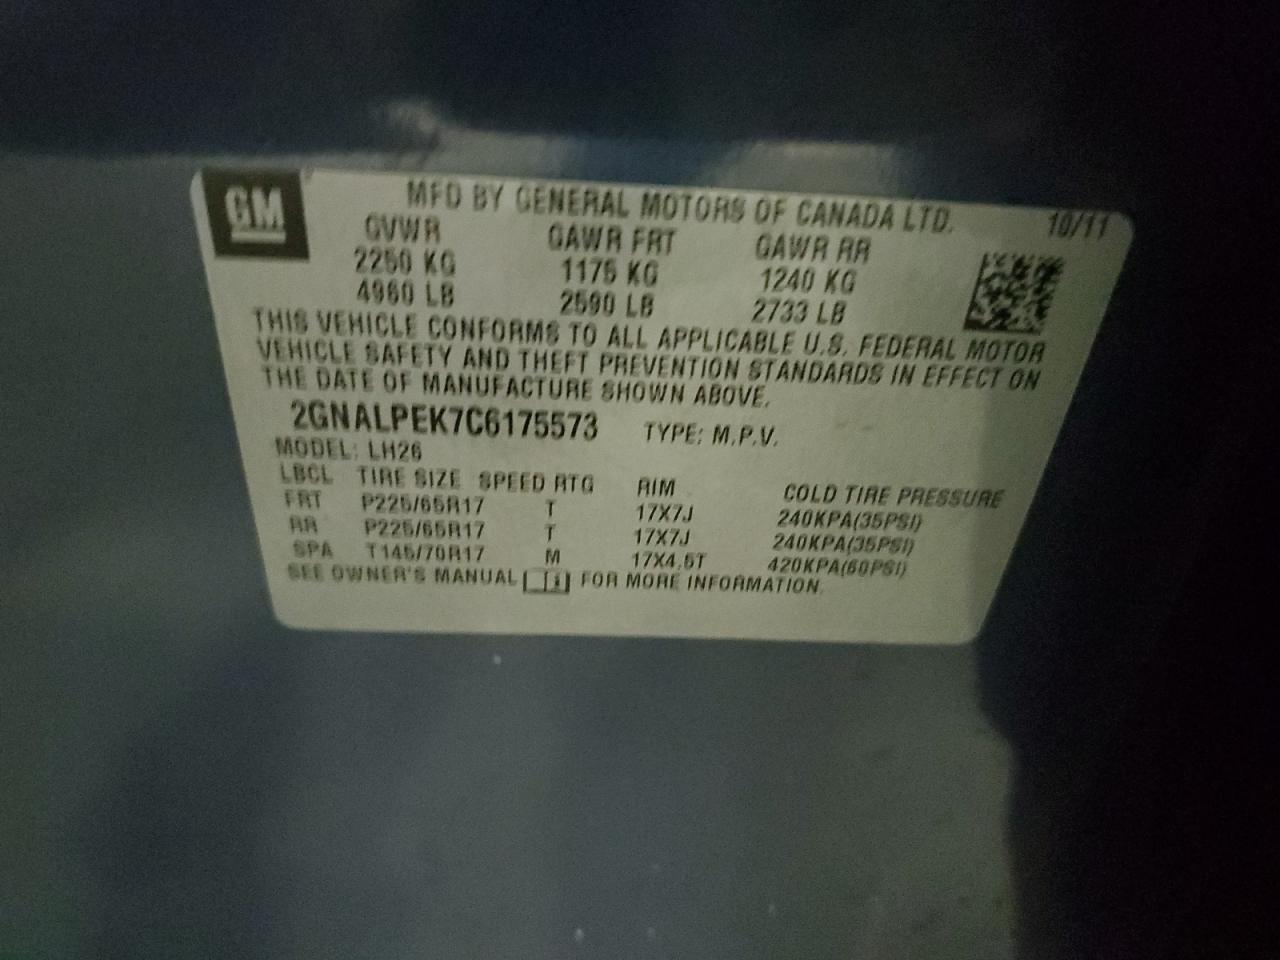 GM
MFD BY GENERAL MOTORS OF CANADA LTD. 10/11
GVWR GAWR FRT GAWR RR
2250 KG 1175 KG 1240 KG
4960 LB 2590 LB 2733 LB
THIS VEHICLE CONFORMS TO ALL APPLICABLE U.S. FEDERAL MOTOR
VEHICLE SAFETY AND THEFT PREVENTION STANDARDS IN EFFECT ON
THE DATE OF MANUFACTURE SHOWN ABOVE.
2GNALPEK7C6175573 TYPE: M.P.V.
MODEL: LH26
LBCL TIRE SIZE SPEED RTG RIM COLD TIRE PRESSURE
FRT P225/65R17 T 17X7J 240KPA(35PSI)
RR P225/65R17 T 17X7J 240KPA(35PSI)
SPA T145/70R17 M 17X4.5T 420KPA(60PSI)
SEE OWNER'S MANUAL FOR MORE INFORMATION.